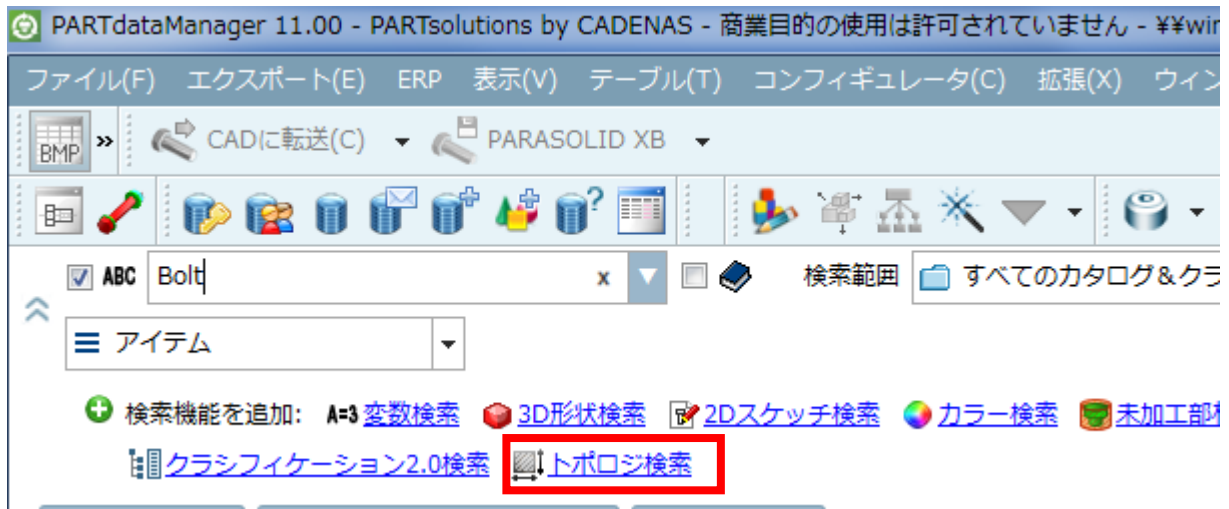 PARTdataManager 11.00 - PARTsolutions by CADENAS - 商業目的の使用は許可されていません - ¥¥win
ファイル(F) エクスポート(E) ERP 表示(V) テーブル(T) コンフィギュレータ(C) 拡張(X) ウィン
BMP » CADに転送(C) PARASOLID XB
ABC Bolt x 検索範囲 すべてのカタログ&クラ
アイテム
検索機能を追加: A=3 変数検索 3D形状検索 2Dスケッチ検索 カラー検索 未加工部
クラシフィケーション2.0検索 トポロジ検索